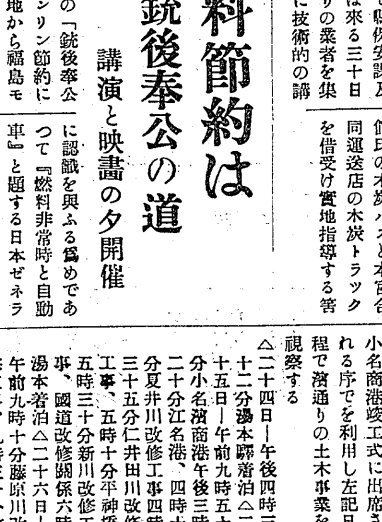 料節約は
銃後奉公の道
講演と映畫の夕開催
は來る三十日
りの業者を集
に技術的の講
同運送店の木炭トラック
を借受け實地指導する筈
の「銃後奉公
ンリン節約に
地から福島モ
に認識を與ふる爲めであ
つて『燃料非常時と自動
車』と題する日本ゼネラ
小名商港竣工式に出席さ
れる序でを利用し左記日
程で濱通りの土木事業を
視察する
△二十四日—午後四時三
十二分湯本驛着泊△二
十五日—午前九時五十
分小名濱商港午後三時
二十分江名港、四時十
分夏井川改修工事四時
三十五分仁井田川改修
工事、五時十分平神橋
五時三十分新川改修工
事、國道改修關係六時
湯本着泊△二十六日—
午前九時十分藤原川改